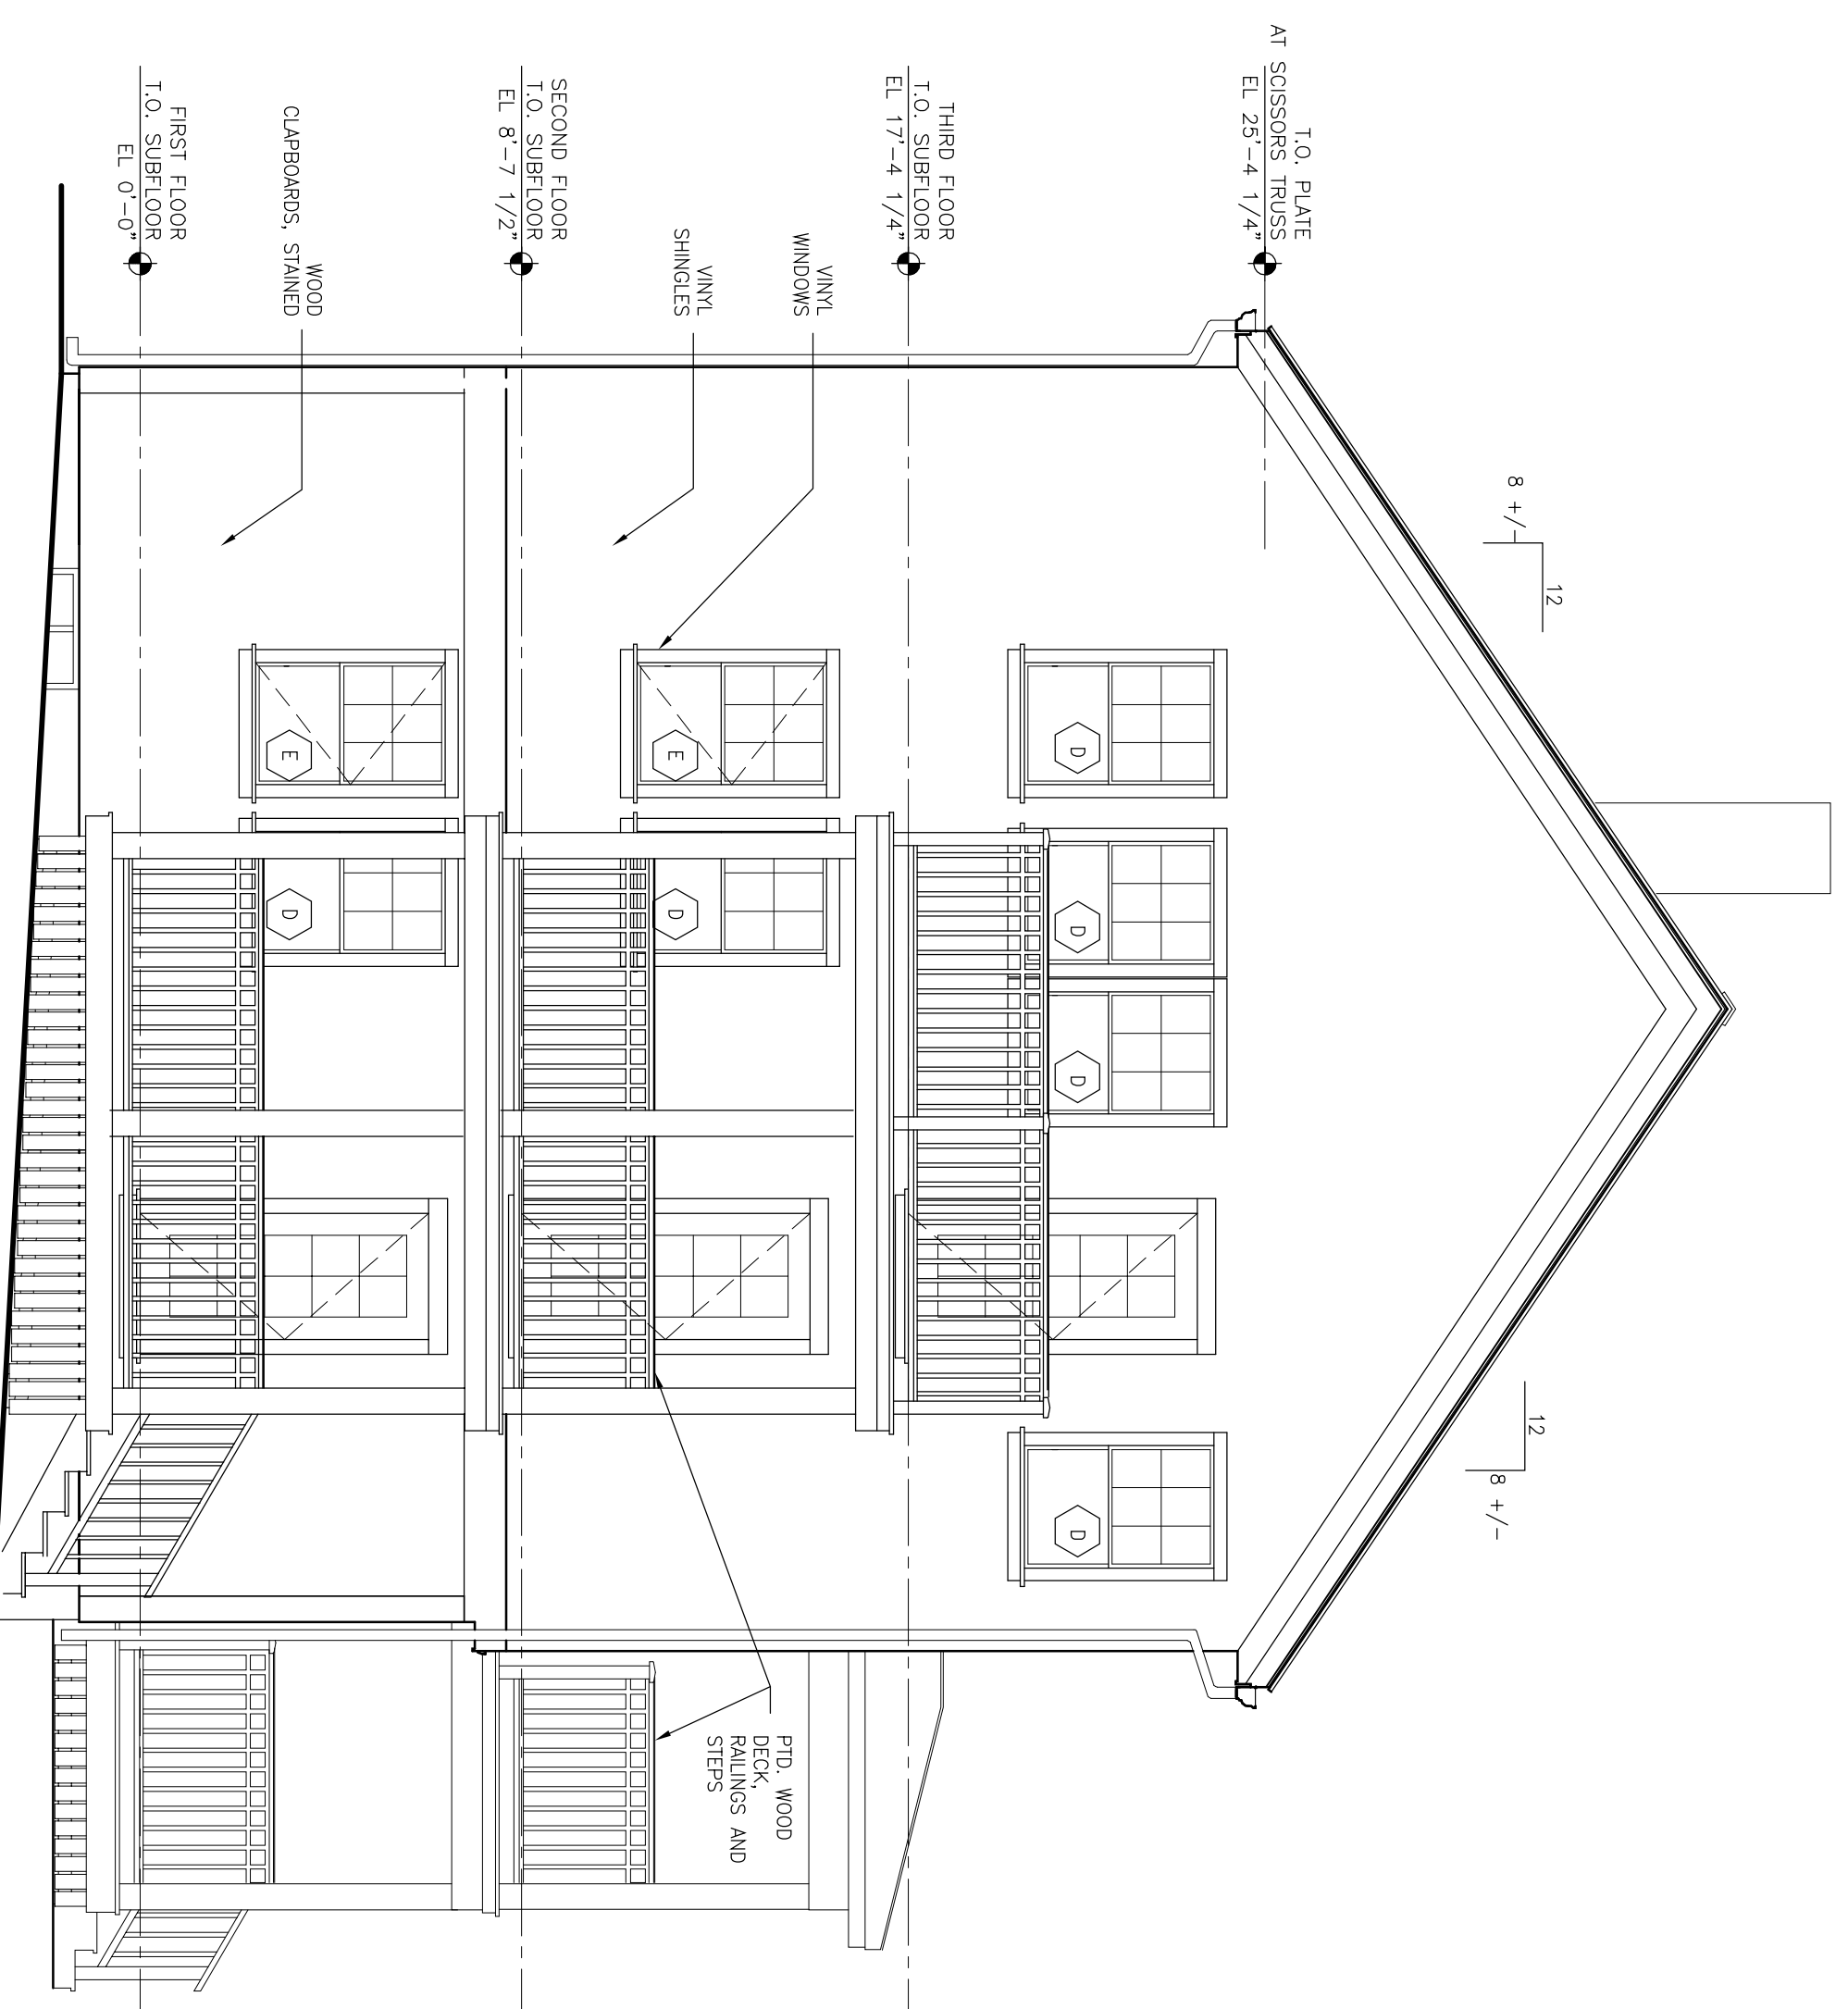 T.O. PLATE
AT SCISSORS TRUSS
EL 25'-4 1/4"
8 +/-
12
12
8 +/-
THIRD FLOOR
T.O. SUBFLOOR
EL 17'-4 1/4"
D
D
D
D
VINYL
WINDOWS
VINYL
SHINGLES
E
D
PTD. WOOD
DECK,
RAILINGS AND
STEPS
SECOND FLOOR
T.O. SUBFLOOR
EL 8'-7 1/2"
WOOD
CLAPBOARDS, STAINED
E
D
FIRST FLOOR
T.O. SUBFLOOR
EL 0'-0"